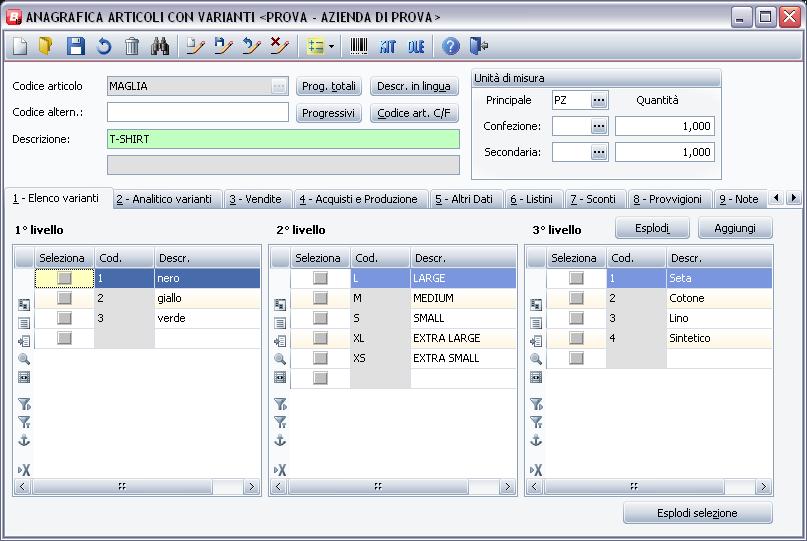 ANAGRAFICA ARTICOLI CON VARIANTI <PROVA - AZIENDA DI PROVA>
KIT DLE
Codice articolo MAGLIA ... Prog. totali Descr. in lingua
Codice altern.: Progressivi Codice art. C/F
Descrizione: T-SHIRT
Unità di misura
Principale PZ ... Quantità
Confezione: ... 1,000
Secondaria: ... 1,000
1 - Elenco varianti 2 - Analitico varianti 3 - Vendite 4 - Acquisti e Produzione 5 - Altri Dati 6 - Listini 7 - Sconti 8 - Provvigioni 9 - Note
1° livello
Seleziona Cod. Descr.
1 nero
2 giallo
3 verde
2° livello
Seleziona Cod. Descr.
L LARGE
M MEDIUM
S SMALL
XL EXTRA LARGE
XS EXTRA SMALL
3° livello Esplodi Aggiungi
Seleziona Cod. Descr.
1 Seta
2 Cotone
3 Lino
4 Sintetico
Esplodi selezione